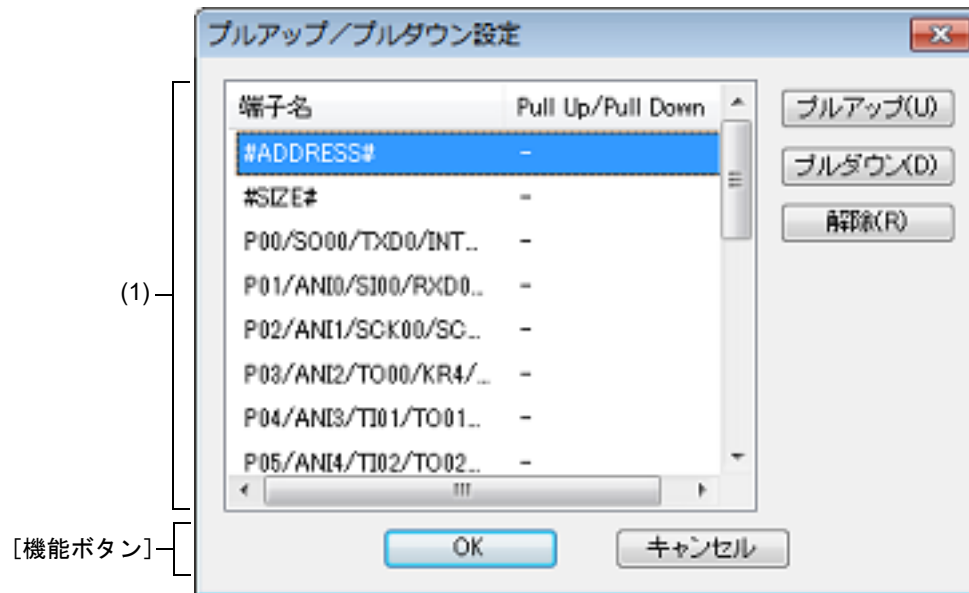 プルアップ／プルダウン設定
端子名 Pull Up/Pull Down
プルアップ(U)
#ADDRESS# -
プルダウン(D)
#SIZE# -
解除(R)
P00/SO00/TXD0/INT... -
(1)
P01/ANI0/SI00/RXD0... -
P02/ANI1/SCK00/SC... -
P03/ANI2/TO00/KR4/... -
P04/ANI3/TI01/TO01... -
P05/ANI4/TI02/TO02... -
[機能ボタン]
OK キャンセル